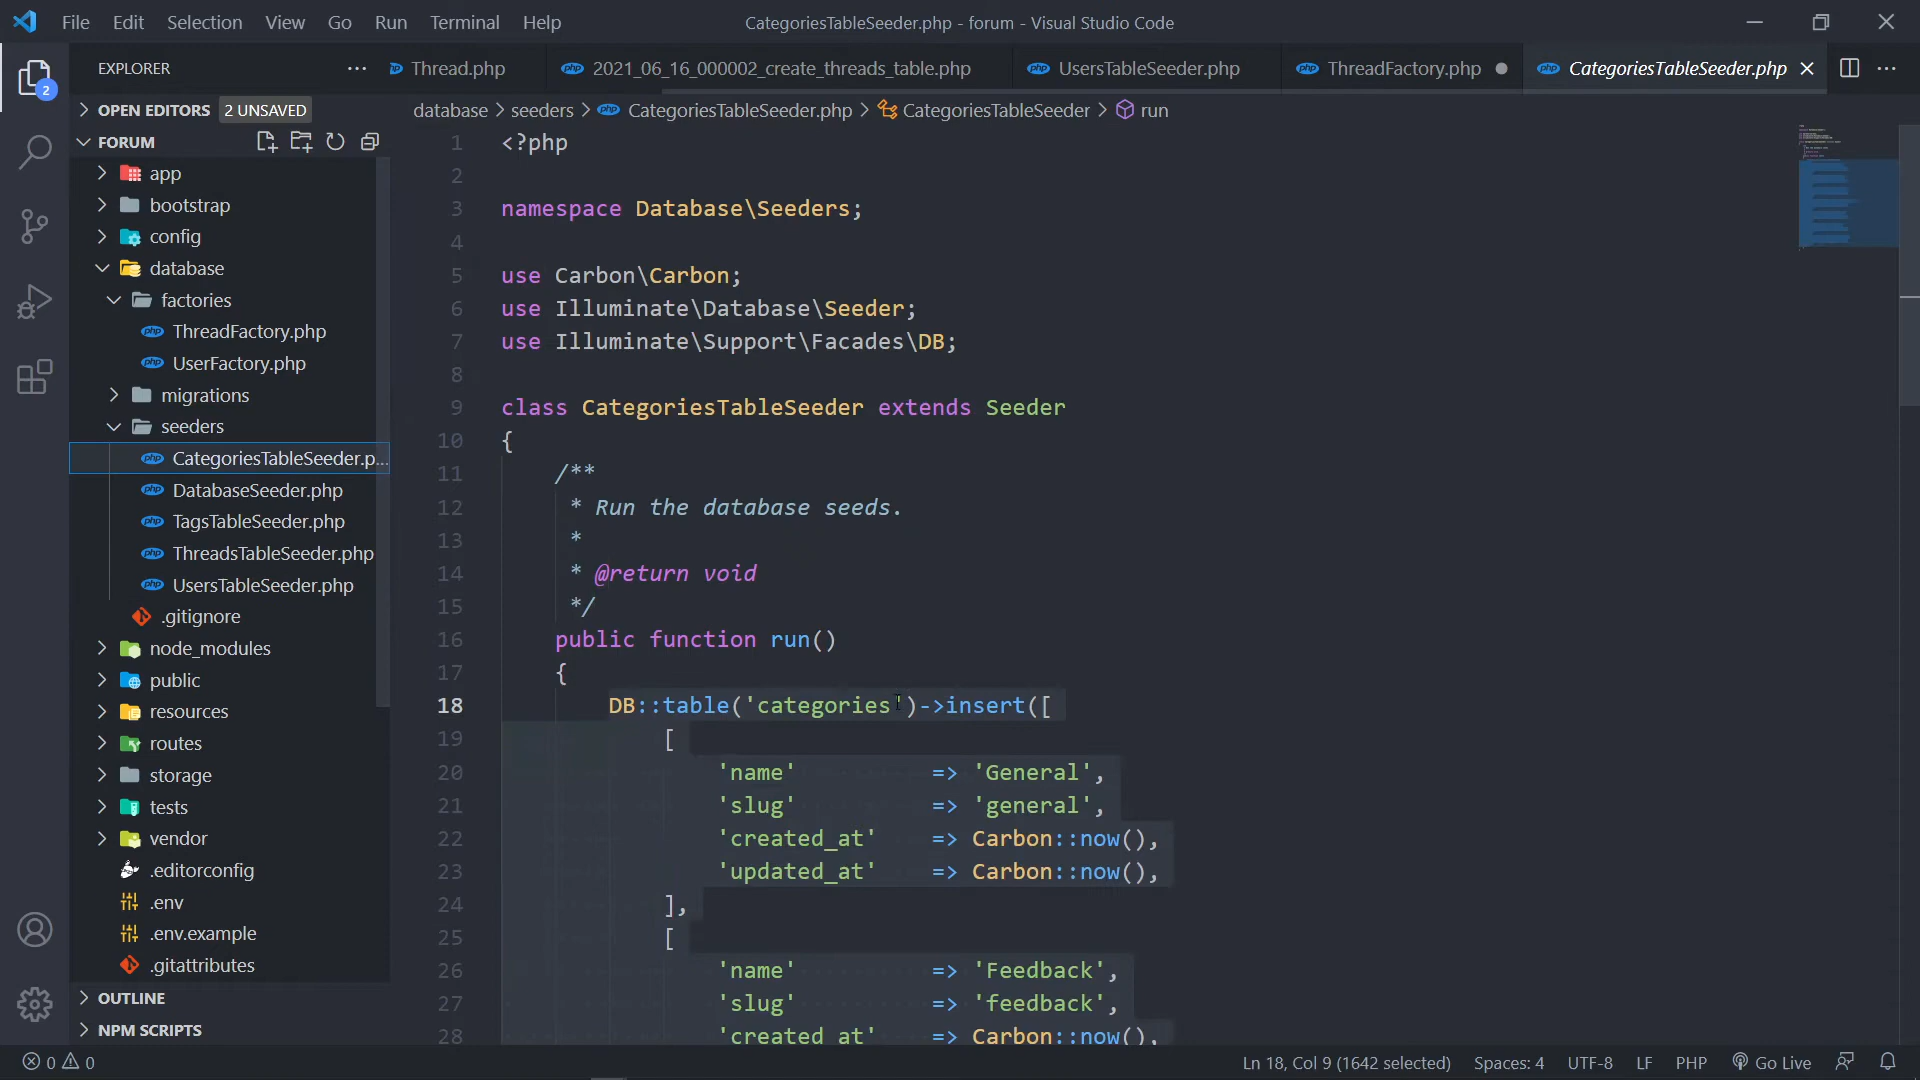 File Edit Selection View Go Run Terminal Help
CategoriesTableSeeder.php - forum - Visual Studio Code
EXPLORER
Thread.php
2021_06_16_000002_create_threads_table.php
UsersTableSeeder.php
ThreadFactory.php
CategoriesTableSeeder.php
2
OPEN EDITORS 2 UNSAVED
database > seeders > CategoriesTableSeeder.php > CategoriesTableSeeder > run
FORUM
app
bootstrap
config
database
factories
ThreadFactory.php
UserFactory.php
migrations
seeders
CategoriesTableSeeder.p...
DatabaseSeeder.php
TagsTableSeeder.php
ThreadsTableSeeder.php
UsersTableSeeder.php
.gitignore
node_modules
public
resources
routes
storage
tests
vendor
.editorconfig
.env
.env.example
.gitattributes
OUTLINE
NPM SCRIPTS
1 <?php
2
3 namespace Database\Seeders;
4
5 use Carbon\Carbon;
6 use Illuminate\Database\Seeder;
7 use Illuminate\Support\Facades\DB;
8
9 class CategoriesTableSeeder extends Seeder
10 {
11 /**
12 * Run the database seeds.
13 *
14 * @return void
15 */
16 public function run()
17 {
18 DB::table('categories')->insert([
19 [
20 'name' => 'General',
21 'slug' => 'general',
22 'created_at' => Carbon::now(),
23 'updated_at' => Carbon::now(),
24 ],
25 [
26 'name' => 'Feedback',
27 'slug' => 'feedback',
28 'created_at' => Carbon::now(),
0 0
Ln 18, Col 9 (1642 selected) Spaces: 4 UTF-8 LF PHP Go Live